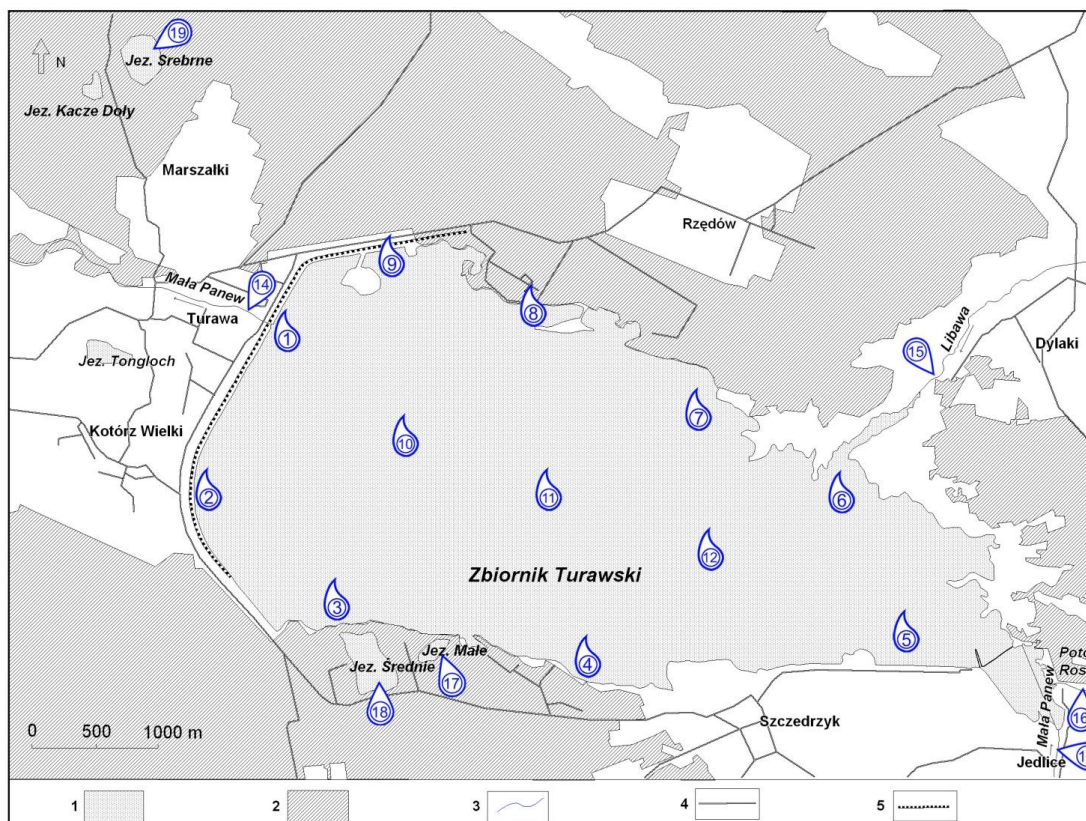 19
N
Jez. Srebrne
Jez. Kacze Doły
Marszałki
Rzędów
9
14
Mała Panew
8
Turawa
1
Libawa
15
Dylaki
Jez. Tongloch
7
Kotórz Wielki
10
2
11
6
12
Zbiornik Turawski
3
5
4
Jez. Małe
Jez. Średnie
17
18
Mała Panew
16
Szczedrzyk
0 500 1000 m
Jedlice
1
2
3
4
5